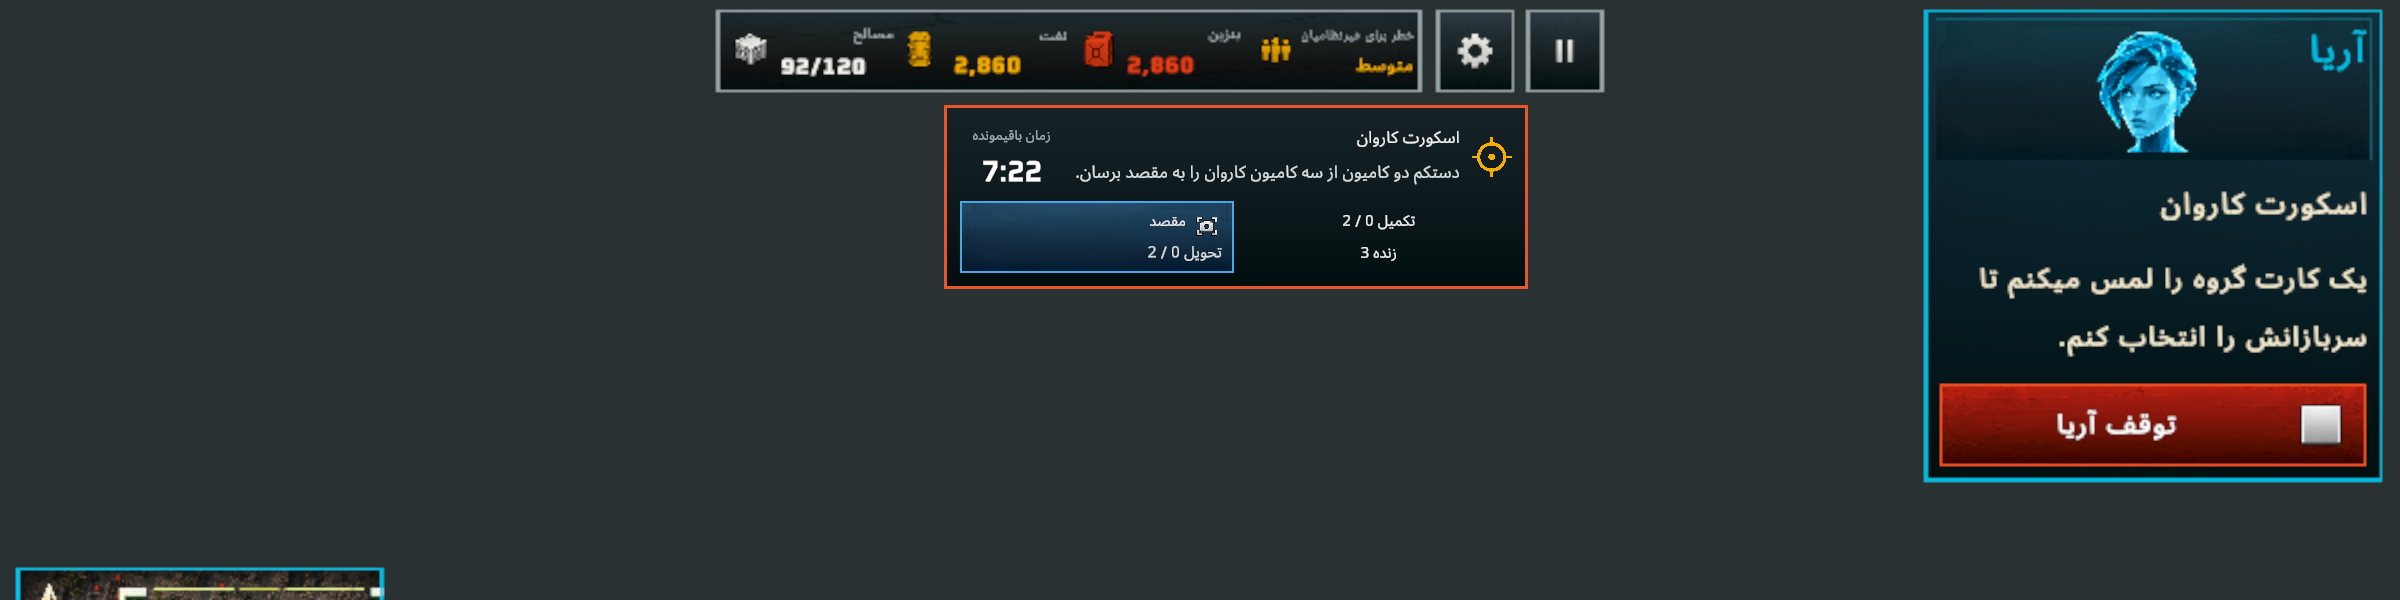 خطر برای غیرنظامیان
متوسط
بنزین
2,860
نفت
2,860
مصالح
92/120
اسکورت کاروان
دستکم دو کامیون از سه کامیون کاروان را به مقصد برسان.
زمان باقیمونده
7:22
تکمیل 0 / 2
زنده 3
مقصد
تحویل 0 / 2
آریا
اسکورت کاروان
یک کارت گروه را لمس میکنم تا
سربازانش را انتخاب کنم.
توقف آریا